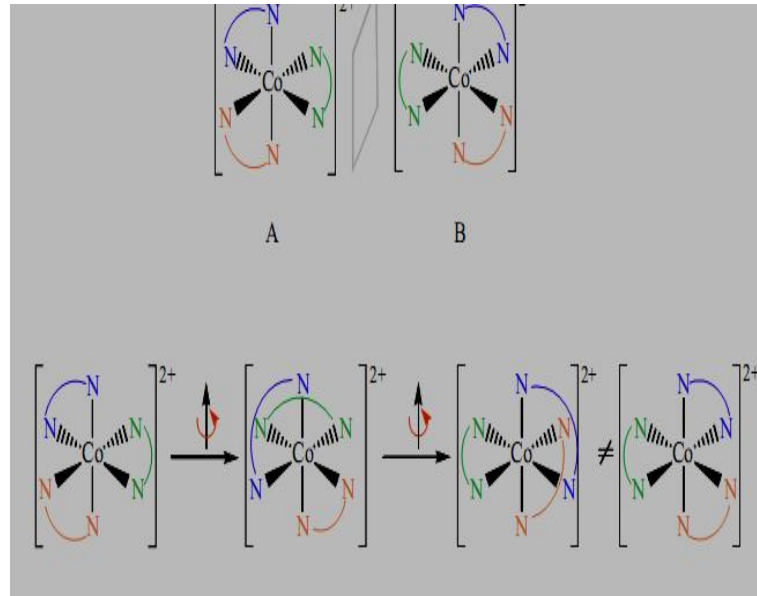 N 2+ N
N N N N
Co Co
N N N N
N N
A B
N 2+ N 2+ N 2+ N 2+
N N N N N N N N
Co Co Co ≠ Co
N N N N N N N N
N N N N